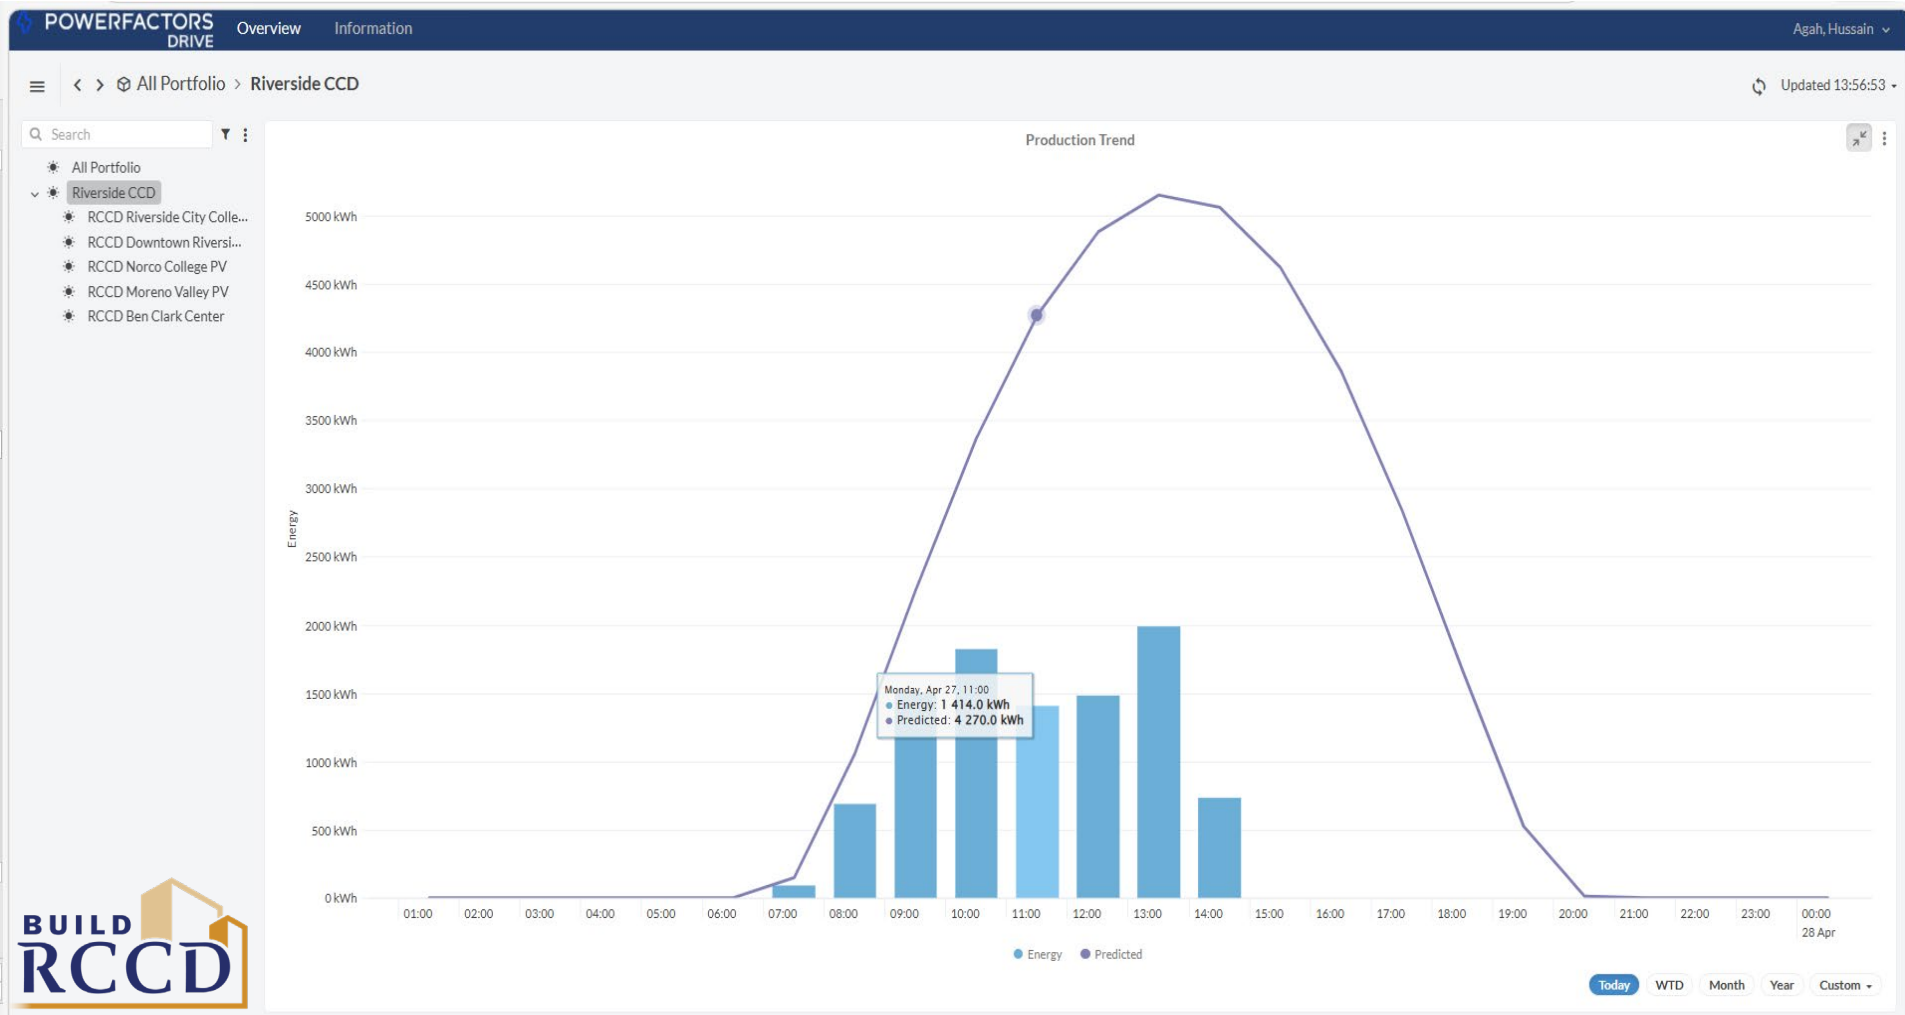 POWERFACTORS
DRIVE
Overview
Information
Agah, Hussain
All Portfolio > Riverside CCD
Updated 13:56:53
Search
All Portfolio
Riverside CCD
RCCD Riverside City Colle...
RCCD Downtown Riversi...
RCCD Norco College PV
RCCD Moreno Valley PV
RCCD Ben Clark Center
Production Trend
5000 kWh
4500 kWh
4000 kWh
3500 kWh
3000 kWh
2500 kWh
2000 kWh
1500 kWh
1000 kWh
500 kWh
0 kWh
Energy
Monday, Apr 27, 11:00
Energy: 1 414.0 kWh
Predicted: 4 270.0 kWh
01:00 02:00 03:00 04:00 05:00 06:00 07:00 08:00 09:00 10:00 11:00 12:00 13:00 14:00 15:00 16:00 17:00 18:00 19:00 20:00 21:00 22:00 23:00 00:00
28 Apr
Energy Predicted
Today WTD Month Year Custom
BUILD
RCCD